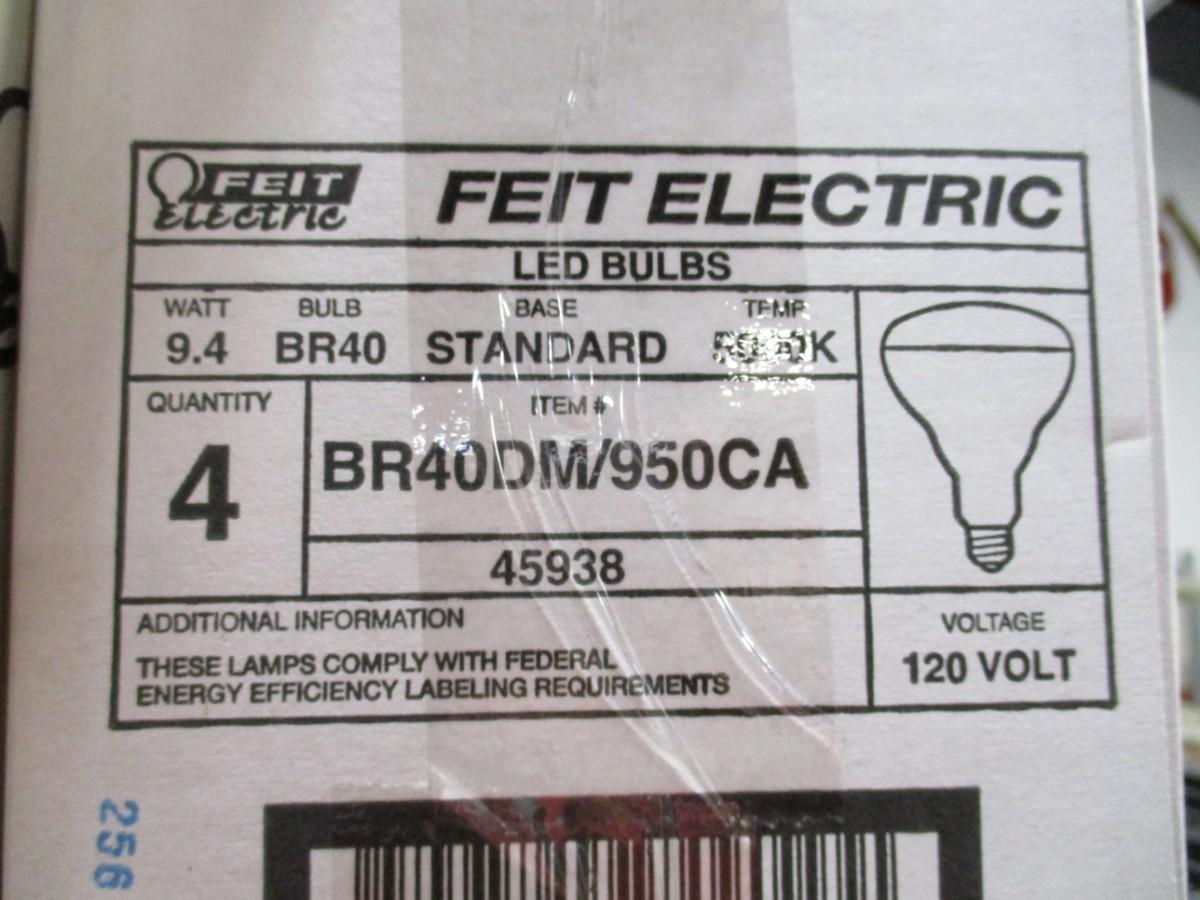 FEIT
Electric
FEIT ELECTRIC
LED BULBS
WATT BULB BASE TEMP
9.4 BR40 STANDARD
QUANTITY
4
ITEM #
BR40DM/950CA
45938
ADDITIONAL INFORMATION
THESE LAMPS COMPLY WITH FEDERAL
ENERGY EFFICIENCY LABELING REQUIREMENTS
VOLTAGE
120 VOLT
256